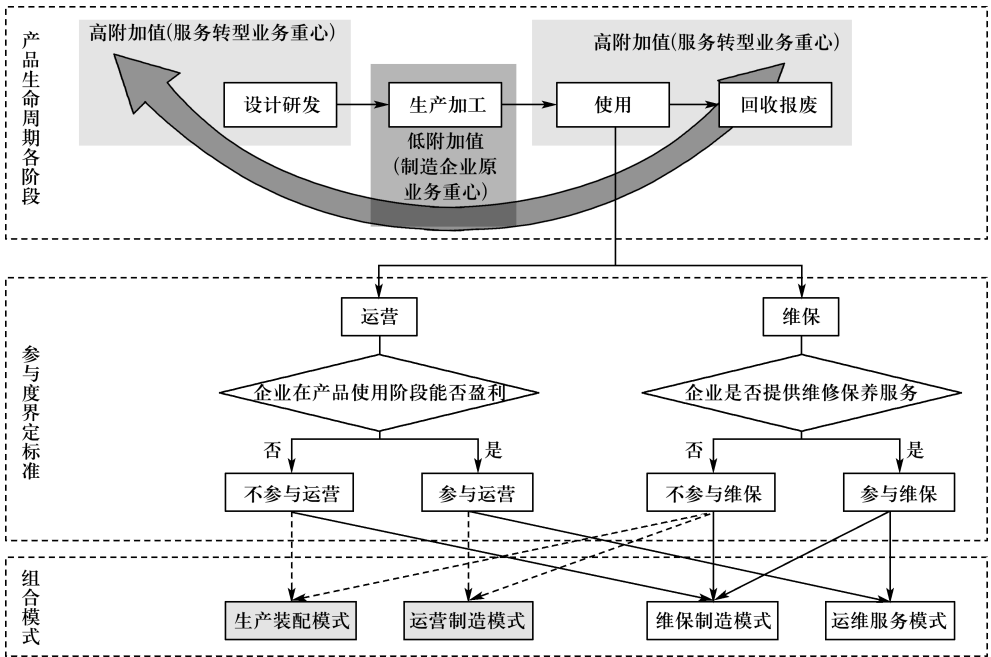 产品生命周期各阶段
高附加值(服务转型业务重心)
高附加值(服务转型业务重心)
设计研发
生产加工
使用
回收报废
低附加值
(制造企业原
业务重心)
参与度界定标准
运营
维保
企业在产品使用阶段能否盈利
企业是否提供维修保养服务
否
是
否
是
不参与运营
参与运营
不参与维保
参与维保
组合
模式
生产装配模式
运营制造模式
维保制造模式
运维服务模式